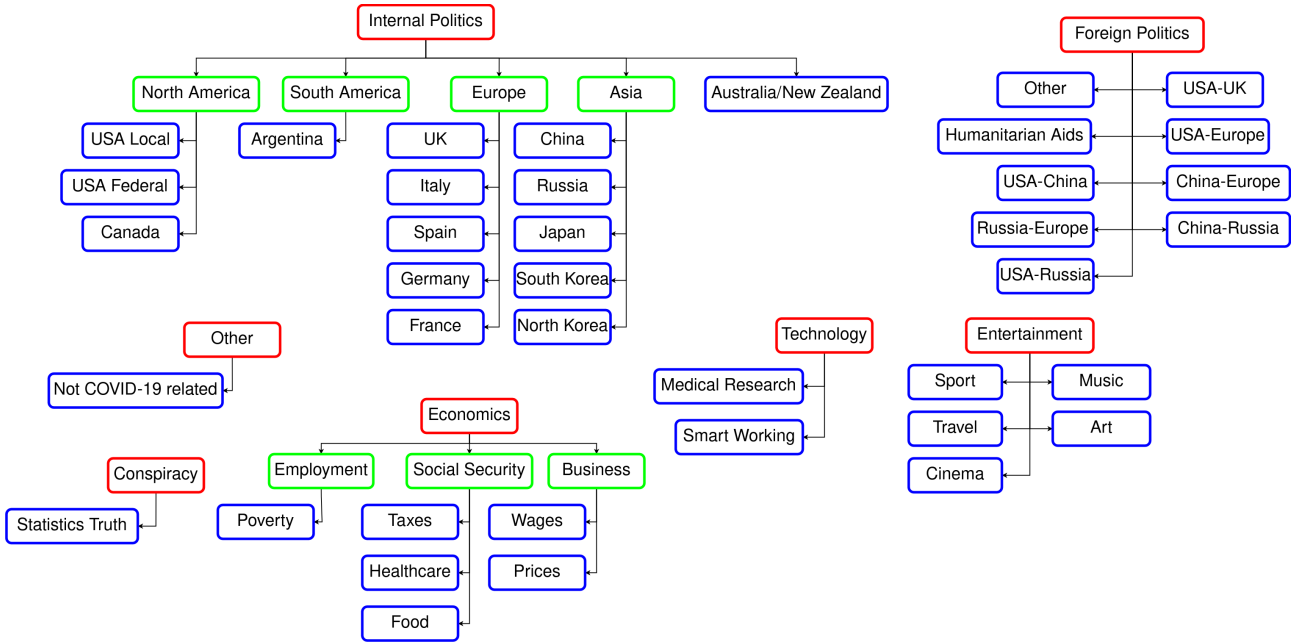 Internal Politics
North America
South America
Europe
Asia
Australia/New Zealand
USA Local
USA Federal
Canada
Argentina
UK
Italy
Spain
Germany
France
China
Russia
Japan
South Korea
North Korea
Foreign Politics
Other
USA-UK
Humanitarian Aids
USA-Europe
USA-China
China-Europe
Russia-Europe
China-Russia
USA-Russia
Other
Not COVID-19 related
Technology
Medical Research
Smart Working
Entertainment
Sport
Music
Travel
Art
Cinema
Conspiracy
Statistics Truth
Economics
Employment
Social Security
Business
Poverty
Taxes
Healthcare
Food
Wages
Prices